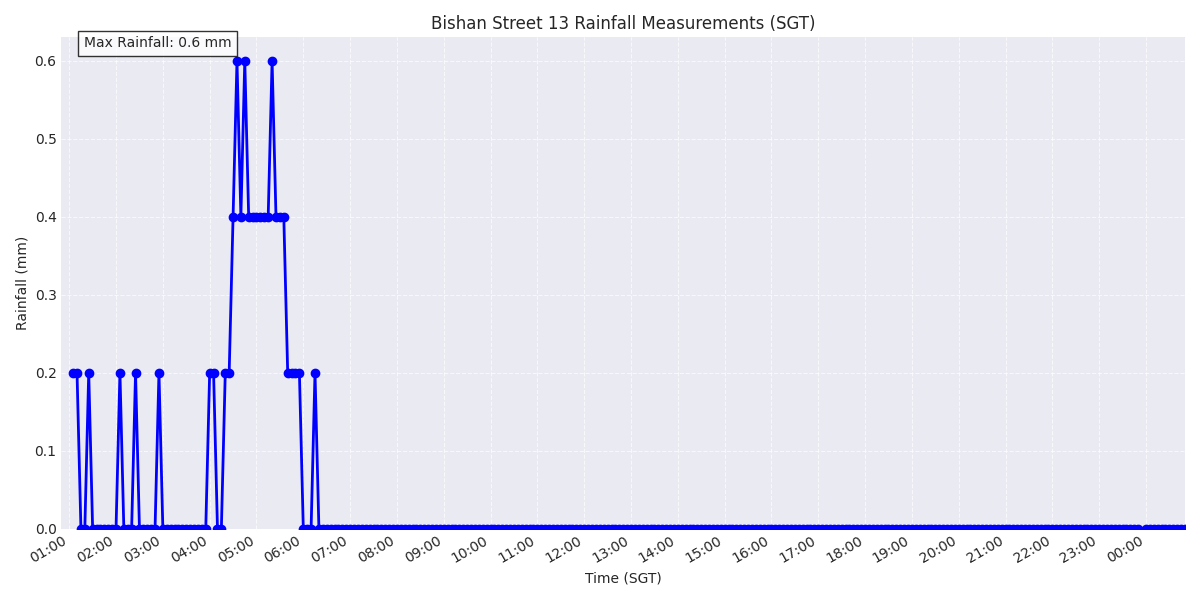 Bishan Street 13 Rainfall Measurements (SGT)
Max Rainfall: 0.6 mm
Rainfall (mm)
0.6
0.5
0.4
0.3
0.2
0.1
0.0
01:00 02:00 03:00 04:00 05:00 06:00 07:00 08:00 09:00 10:00 11:00 12:00 13:00 14:00 15:00 16:00 17:00 18:00 19:00 20:00 21:00 22:00 23:00 00:00
Time (SGT)